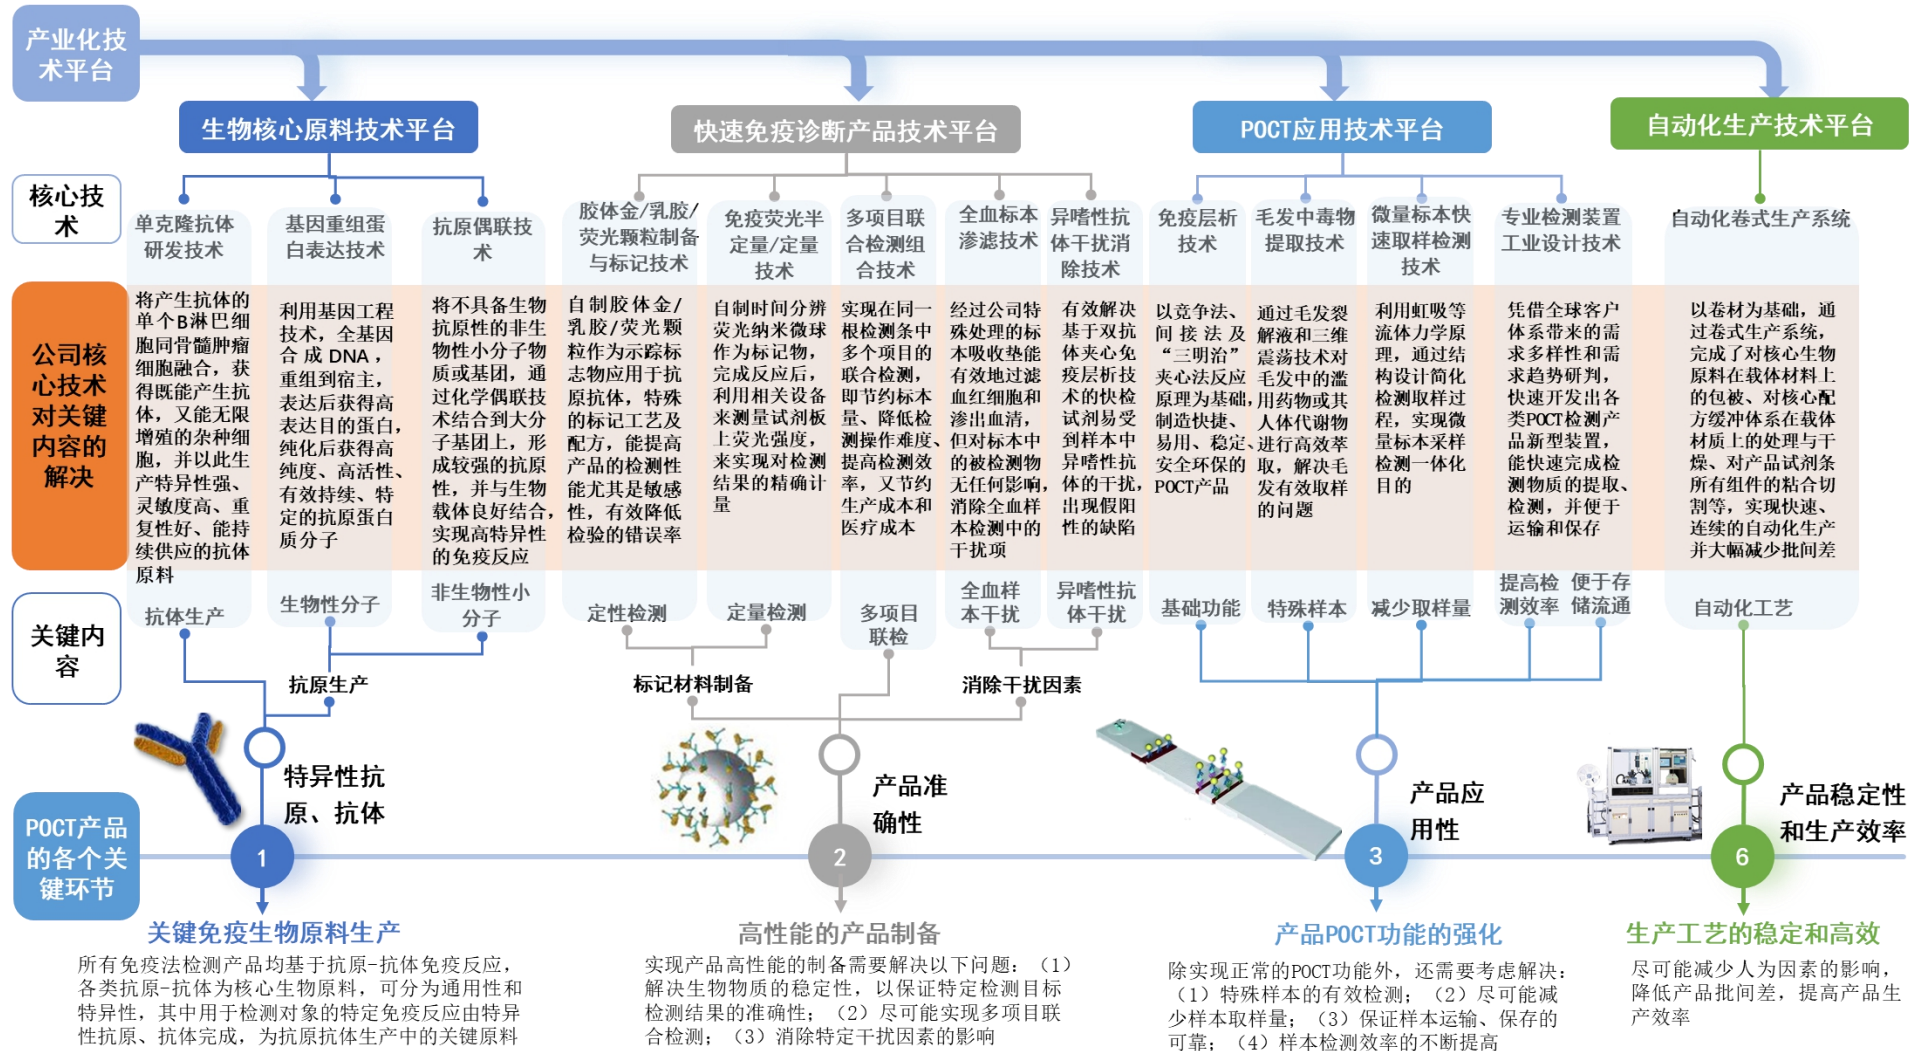 产业化技
术平台
生物核心原料技术平台
快速免疫诊断产品技术平台
POCT应用技术平台
自动化生产技术平台
核心技
术
单克隆抗体
研发技术
基因重组蛋
白表达技术
抗原偶联技
术
胶体金/乳胶/
荧光颗粒制备
与标记技术
免疫荧光半
定量/定量
技术
多项目联
合检测组
合技术
全血标本
渗滤技术
异嗜性抗
体干扰消
除技术
免疫层析
技术
毛发中毒物
提取技术
微量标本快
速取样检测
技术
专业检测装置
工业设计技术
自动化卷式生产系统
公司核
心技术
对关键
内容的
解决
将产生抗体的
单个B淋巴细
胞同骨髓肿瘤
细胞融合，获
得既能产生抗
体，又能无限
增殖的杂种细
胞，并以此生
产特异性强、
灵敏度高、重
复性好、能持
续供应的抗体
原料
利用基因工程
技术，全基因
合成DNA，
重组到宿主，
表达后获得高
表达目的蛋白，
纯化后获得高
纯度、高活性、
有效持续、特
定的抗原蛋白
质分子
将不具备生物
抗原性的非生
物性小分子物
质或基团，通
过化学偶联技
术结合到大分
子基团上，形
成较强的抗原
性，并与生物
载体良好结合，
实现高特异性
的免疫反应
自制胶体金/
乳胶/荧光颗
粒作为示踪标
志物应用于抗
原抗体，特殊
的标记工艺及
配方，能提高
产品的检测性
能尤其是敏感
性，有效降低
检验的错误率
自制时间分辨
荧光纳米微球
作为标记物，
完成反应后，
利用相关设备
来测量试剂板
上荧光强度，
来实现对检测
结果的精确计
量
实现在同一
根检测条中
多个项目的
联合检测，
即节约标本
量、降低检
测操作难度、
提高检测效
率，又节约
生产成本和
医疗成本
经过公司特
殊处理的标
本吸收垫能
有效地过滤
血红细胞和
渗出血清，
但对标本中
的被检测物
无任何影响，
消除全血样
本检测中的
干扰项
有效解决
基于双抗
体夹心免
疫层析技
术的快检
试剂易受
到样本中
异嗜性抗
体的干扰，
出现假阳
性的缺陷
以竞争法、
间接法及
“三明治”
夹心法反应
原理为基础，
制造快捷、
易用、稳定、
安全环保的
POCT产品
通过毛发裂
解液和三维
震荡技术对
毛发中的滥
用药物或其
人体代谢物
进行高效萃
取，解决毛
发有效取样
的问题
利用虹吸等
流体力学原
理，通过结
构设计简化
检测取样过
程，实现微
量标本采样
检测一体化
目的
凭借全球客户
体系带来的需
求多样性和需
求趋势研判，
快速开发出各
类POCT检测产
品新型装置，
能快速完成检
测物质的提取、
检测，并便于
运输和保存
以卷材为基础，通
过卷式生产系统，
完成了对核心生物
原料在载体材料上
的包被、对核心配
方缓冲体系在载体
材质上的处理与干
燥、对产品试剂条
所有组件的粘合切
割等，实现快速、
连续的自动化生产
并大幅减少批间差
关键内
容
抗体生产
生物性分子
非生物性小
分子
定性检测
定量检测
多项目
联检
全血样
本干扰
异嗜性抗
体干扰
基础功能
特殊样本
减少取样量
提高检
测效率
便于存
储流通
自动化工艺
抗原生产
标记材料制备
消除干扰因素
特异性抗
原、抗体
产品准
确性
产品应
用性
产品稳定性
和生产效率
POCT产品
的各个关
键环节
1
2
3
6
关键免疫生物原料生产
高性能的产品制备
产品POCT功能的强化
生产工艺的稳定和高效
所有免疫法检测产品均基于抗原-抗体免疫反应，
各类抗原-抗体为核心生物原料，可分为通用性和
特异性，其中用于检测对象的特定免疫反应由特异
性抗原、抗体完成，为抗原抗体生产中的关键原料
实现产品高性能的制备需要解决以下问题：（1）
解决生物物质的稳定性，以保证特定检测目标
检测结果的准确性；（2）尽可能实现多项目联
合检测；（3）消除特定干扰因素的影响
除实现正常的POCT功能外，还需要考虑解决：
（1）特殊样本的有效检测；（2）尽可能减
少样本取样量；（3）保证样本运输、保存的
可靠；（4）样本检测效率的不断提高
尽可能减少人为因素的影响，
降低产品批间差，提高产品生
产效率